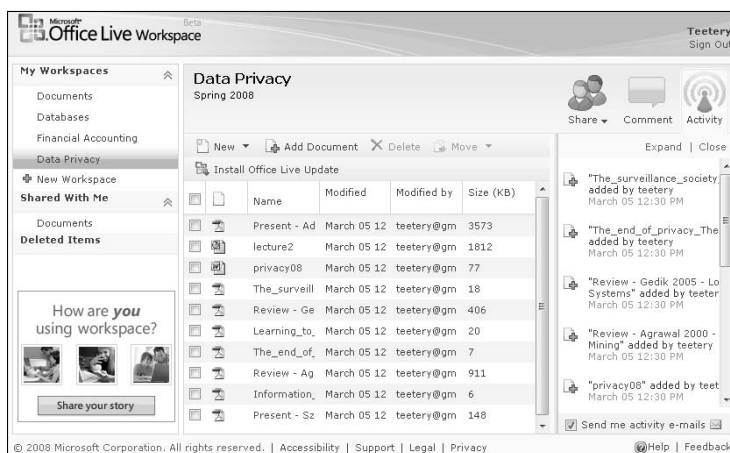 Microsoft® Beta
Office Live Workspace
Teetery
Sign Out
My Workspaces
Documents
Databases
Financial Accounting
Data Privacy
New Workspace
Shared With Me
Documents
Deleted Items
How are you
using workspace?
Share your story
Data Privacy
Spring 2008
Share Comment Activity
New Add Document Delete Move
Install Office Live Update
Name Modified Modified by Size (KB)
Present - Ad March 05 12 teetery@gm 3573
lecture2 March 05 12 teetery@gm 1812
privacy08 March 05 12 teetery@gm 77
The_surveill March 05 12 teetery@gm 18
Review - Ge March 05 12 teetery@gm 406
Learning_to_ March 05 12 teetery@gm 20
The_end_of_ March 05 12 teetery@gm 7
Review - Ag March 05 12 teetery@gm 911
Information_ March 05 12 teetery@gm 6
Present - Sz March 05 12 teetery@gm 148
Expand | Close
"The_surveillance_society_
added by teetery
March 05 12:30 PM
"The_end_of_privacy_The
added by teetery
March 05 12:30 PM
"Review - Gedik 2005 - Lo
Systems" added by teeter
March 05 12:30 PM
"Review - Agrawal 2000 -
Mining" added by teetery
March 05 12:30 PM
"privacy08" added by teet
March 05 12:30 PM
Send me activity e-mails
© 2008 Microsoft Corporation. All rights reserved. | Accessibility | Support | Legal | Privacy
Help | Feedback